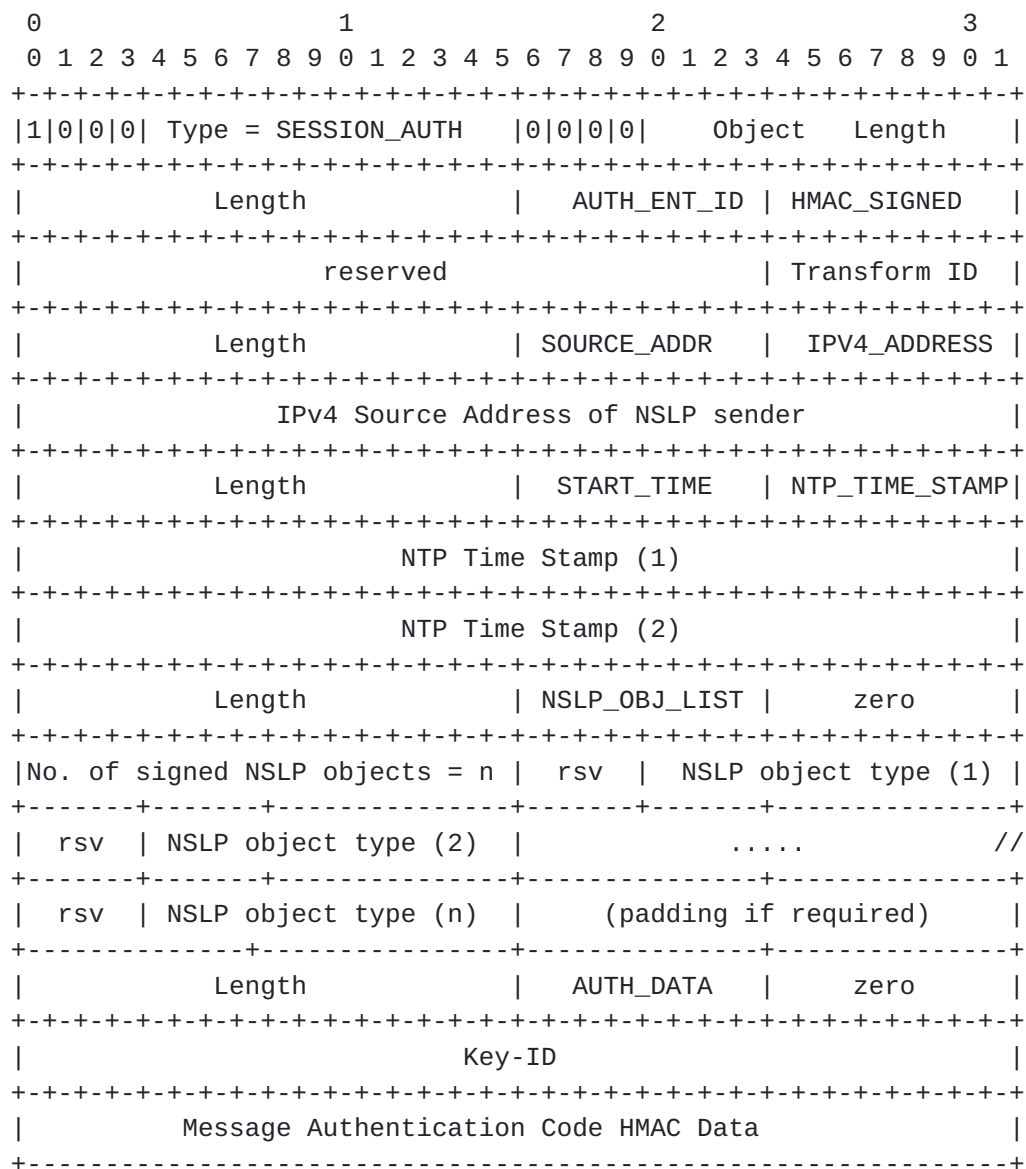 0                   1                   2                   3
 0 1 2 3 4 5 6 7 8 9 0 1 2 3 4 5 6 7 8 9 0 1 2 3 4 5 6 7 8 9 0 1
+-+-+-+-+-+-+-+-+-+-+-+-+-+-+-+-+-+-+-+-+-+-+-+-+-+-+-+-+-+-+-+-+
|1|0|0|0| Type = SESSION_AUTH   |0|0|0|0|    Object   Length    |
+-+-+-+-+-+-+-+-+-+-+-+-+-+-+-+-+-+-+-+-+-+-+-+-+-+-+-+-+-+-+-+-+
|            Length             |   AUTH_ENT_ID | HMAC_SIGNED   |
+-+-+-+-+-+-+-+-+-+-+-+-+-+-+-+-+-+-+-+-+-+-+-+-+-+-+-+-+-+-+-+-+
|                   reserved                    | Transform ID  |
+-+-+-+-+-+-+-+-+-+-+-+-+-+-+-+-+-+-+-+-+-+-+-+-+-+-+-+-+-+-+-+-+
|            Length             | SOURCE_ADDR   |  IPV4_ADDRESS |
+-+-+-+-+-+-+-+-+-+-+-+-+-+-+-+-+-+-+-+-+-+-+-+-+-+-+-+-+-+-+-+-+
|                IPv4 Source Address of NSLP sender             |
+-+-+-+-+-+-+-+-+-+-+-+-+-+-+-+-+-+-+-+-+-+-+-+-+-+-+-+-+-+-+-+-+
|            Length             |  START_TIME   | NTP_TIME_STAMP|
+-+-+-+-+-+-+-+-+-+-+-+-+-+-+-+-+-+-+-+-+-+-+-+-+-+-+-+-+-+-+-+-+
|                        NTP Time Stamp (1)                     |
+-+-+-+-+-+-+-+-+-+-+-+-+-+-+-+-+-+-+-+-+-+-+-+-+-+-+-+-+-+-+-+-+
|                        NTP Time Stamp (2)                     |
+-+-+-+-+-+-+-+-+-+-+-+-+-+-+-+-+-+-+-+-+-+-+-+-+-+-+-+-+-+-+-+-+
|            Length             | NSLP_OBJ_LIST |     zero      |
+-+-+-+-+-+-+-+-+-+-+-+-+-+-+-+-+-+-+-+-+-+-+-+-+-+-+-+-+-+-+-+-+
|No. of signed NSLP objects = n |  rsv  |  NSLP object type (1) |
+-------+-------+---------------+-------+-------+---------------+
|  rsv  | NSLP object type (2)  |             .....            //
+-------+-------+---------------+---------------+---------------+
|  rsv  | NSLP object type (n)  |     (padding if required)     |
+--------------+----------------+---------------+---------------+
|            Length             |   AUTH_DATA   |     zero      |
+-+-+-+-+-+-+-+-+-+-+-+-+-+-+-+-+-+-+-+-+-+-+-+-+-+-+-+-+-+-+-+-+
|                            Key-ID                             |
+-+-+-+-+-+-+-+-+-+-+-+-+-+-+-+-+-+-+-+-+-+-+-+-+-+-+-+-+-+-+-+-+
|          Message Authentication Code HMAC Data                |
+---------------------------------------------------------------+